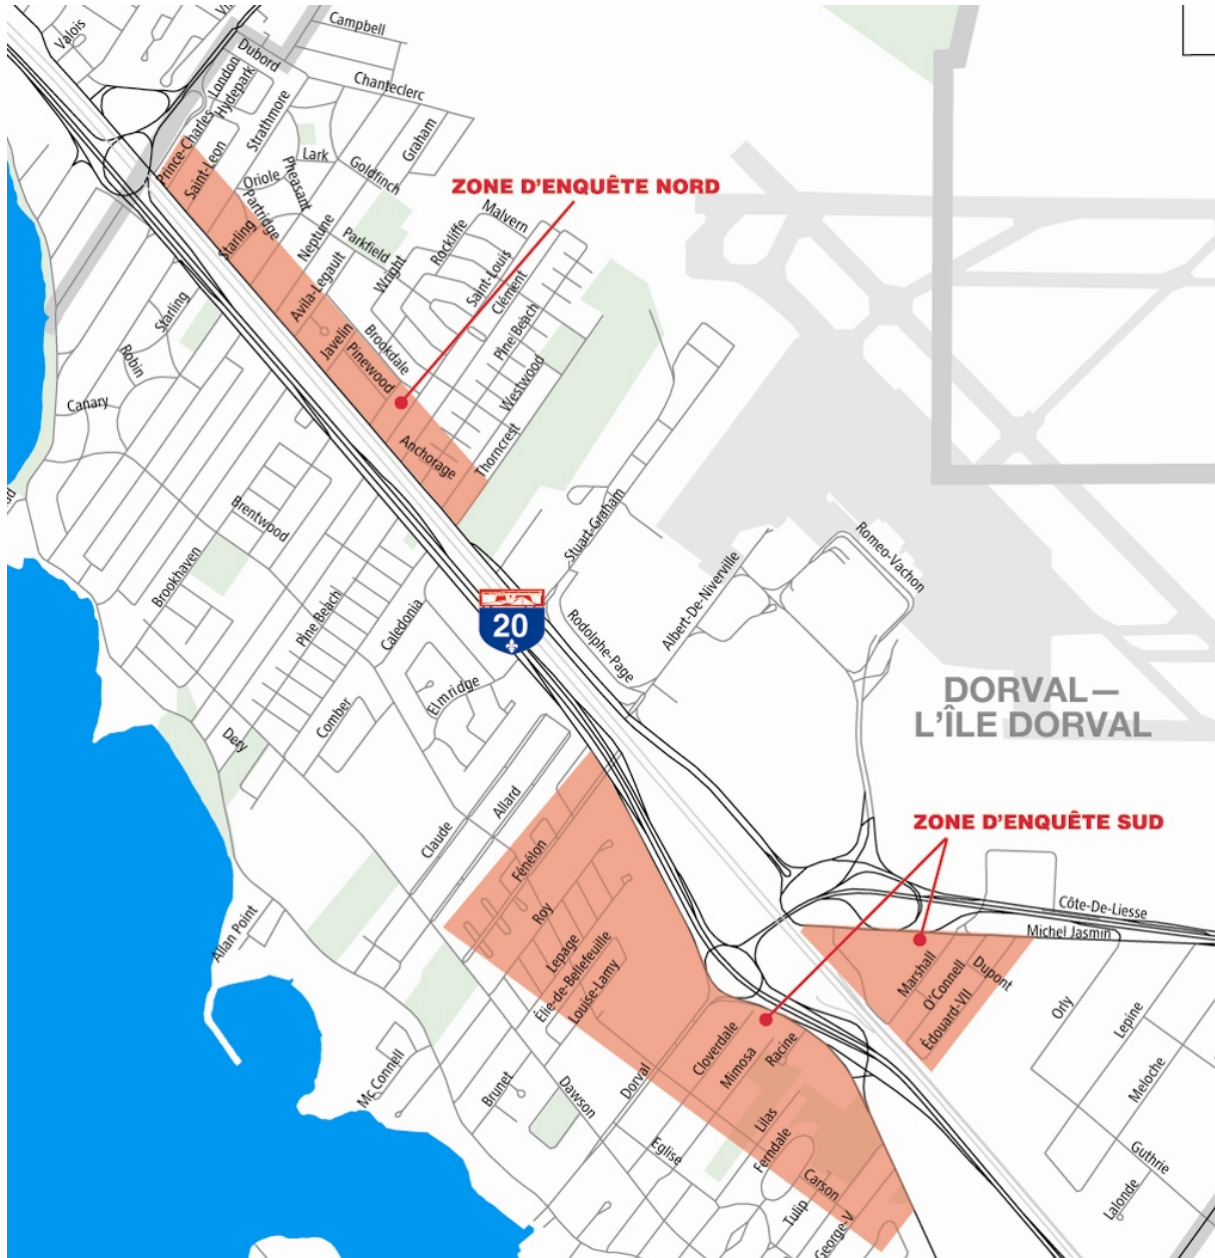 Campbell
Valois
Dubord
London
Hydepark
Chanteclerc
Strathmore
Prince-Charles
Graham
Saint-Leon
Lark
Goldfinch
Oriole
Pheasant
ZONE D'ENQUÊTE NORD
Partridge
Malvern
Starling
Neptune
Parkfield
Rockliffe
Wright
Saint-Louis
Clément
Avila-Legault
Starling
Javelin
Brookdale
Pine Beach
Robin
Pinewood
Westwood
Canary
Anchorage
Thorncrest
Brentwpod
Stuart-Graham
Romeo-Vachon
Brookhaven
Albert-De-Niverville
Pine Beach
Caledonia
20
Rodolphe-Page
Elmridge
DORVAL—
L'ÎLE DORVAL
Comber
Dery
Allard
Claude
ZONE D'ENQUÊTE SUD
Fénélon
Côte-De-Liesse
Roy
Allan Point
Michel Jasmin
Lepage
Marshall
Dupont
Élie-de-Bellefeuille
O'Connell
Louise-Lamy
Orly
Édouard-VII
Lepine
Cloverdale
Mimosa
Racine
Mc Connell
Dorval
Meloche
Brunet
Dawson
Lilas
Ferndale
Eglise
Guthrie
Carson
Tulip
Lalonde
George-V